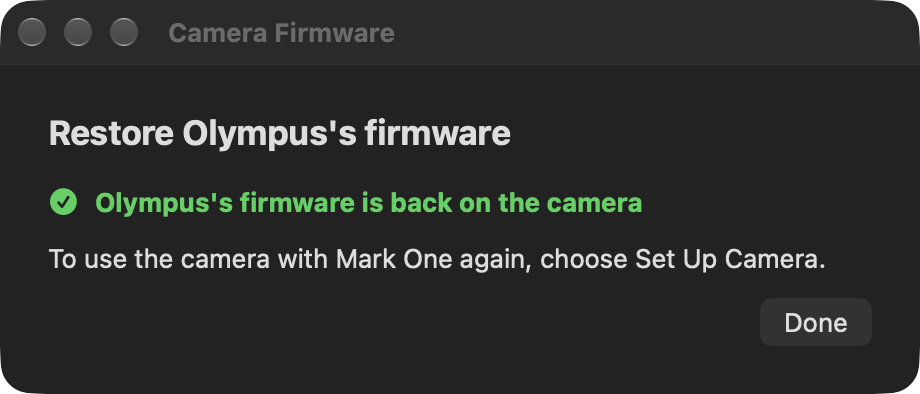 Camera Firmware
Restore Olympus's firmware
Olympus's firmware is back on the camera
To use the camera with Mark One again, choose Set Up Camera.
Done